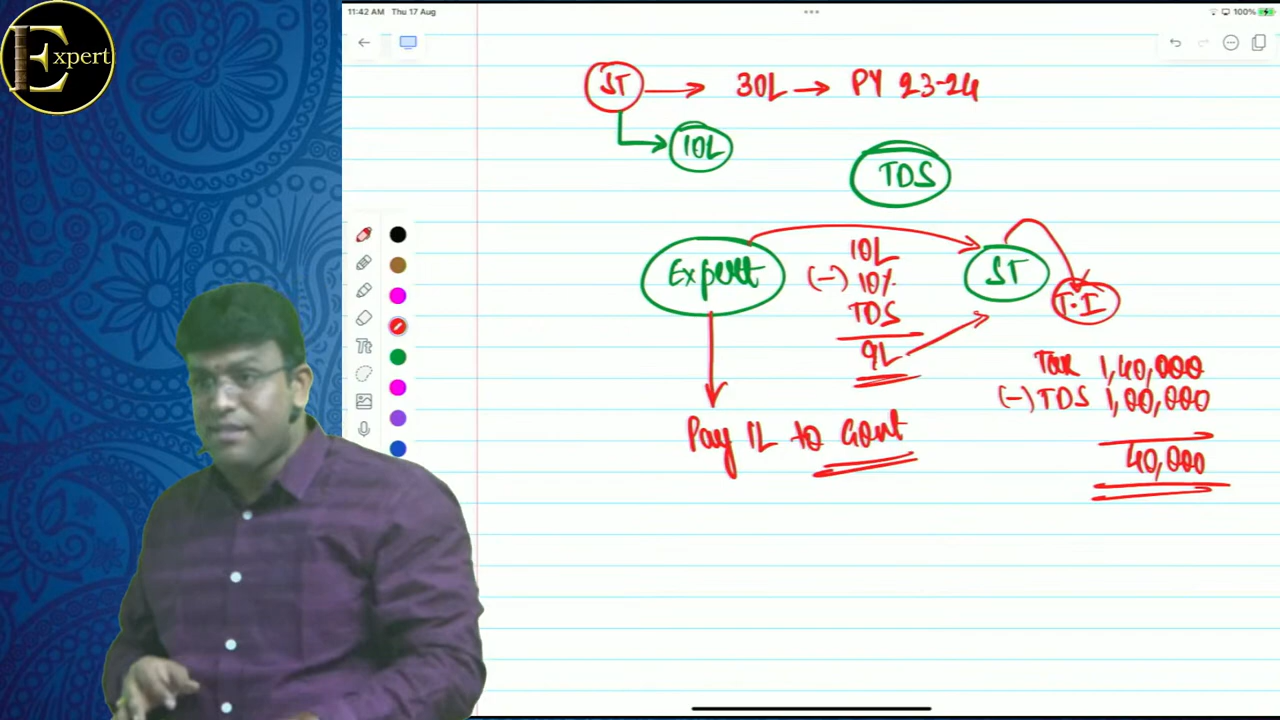 11:42 AM Thu 17 Aug
100%
Expert
ST → 30L → PY 23-24
10L
TDS
Expert
10L
(-) 10%
TDS
9L
ST
T.I
Tax 1,40,000
(-) TDS 1,00,000
40,000
Pay 1L to Govt
Tt